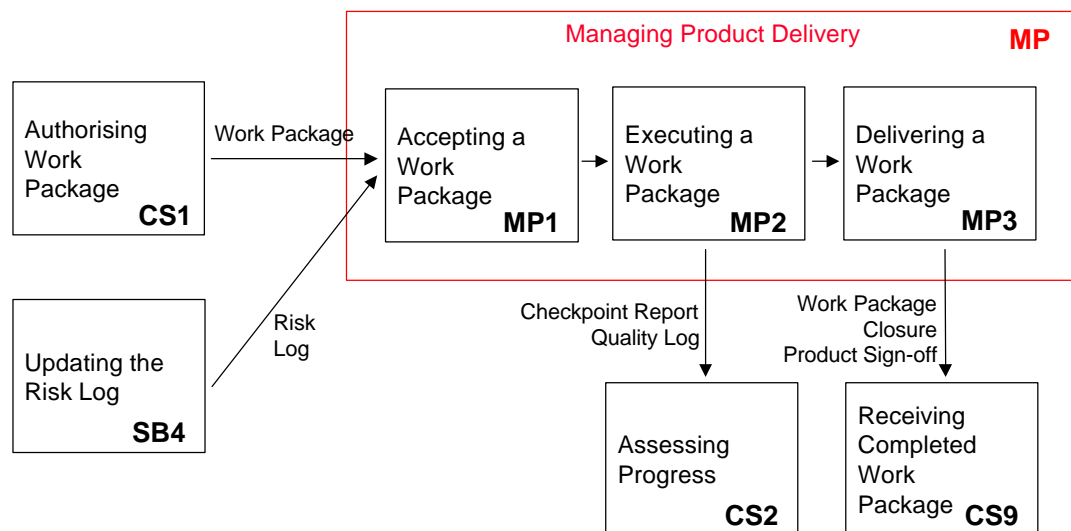 Managing Product Delivery
MP
Authorising
Work
Package
CS1
Work Package
Accepting a
Work
Package
MP1
Executing a
Work
Package
MP2
Delivering a
Work
Package
MP3
Updating the
Risk Log
SB4
Risk
Log
Checkpoint Report
Quality Log
Work Package
Closure
Product Sign-off
Assessing
Progress
CS2
Receiving
Completed
Work
Package
CS9